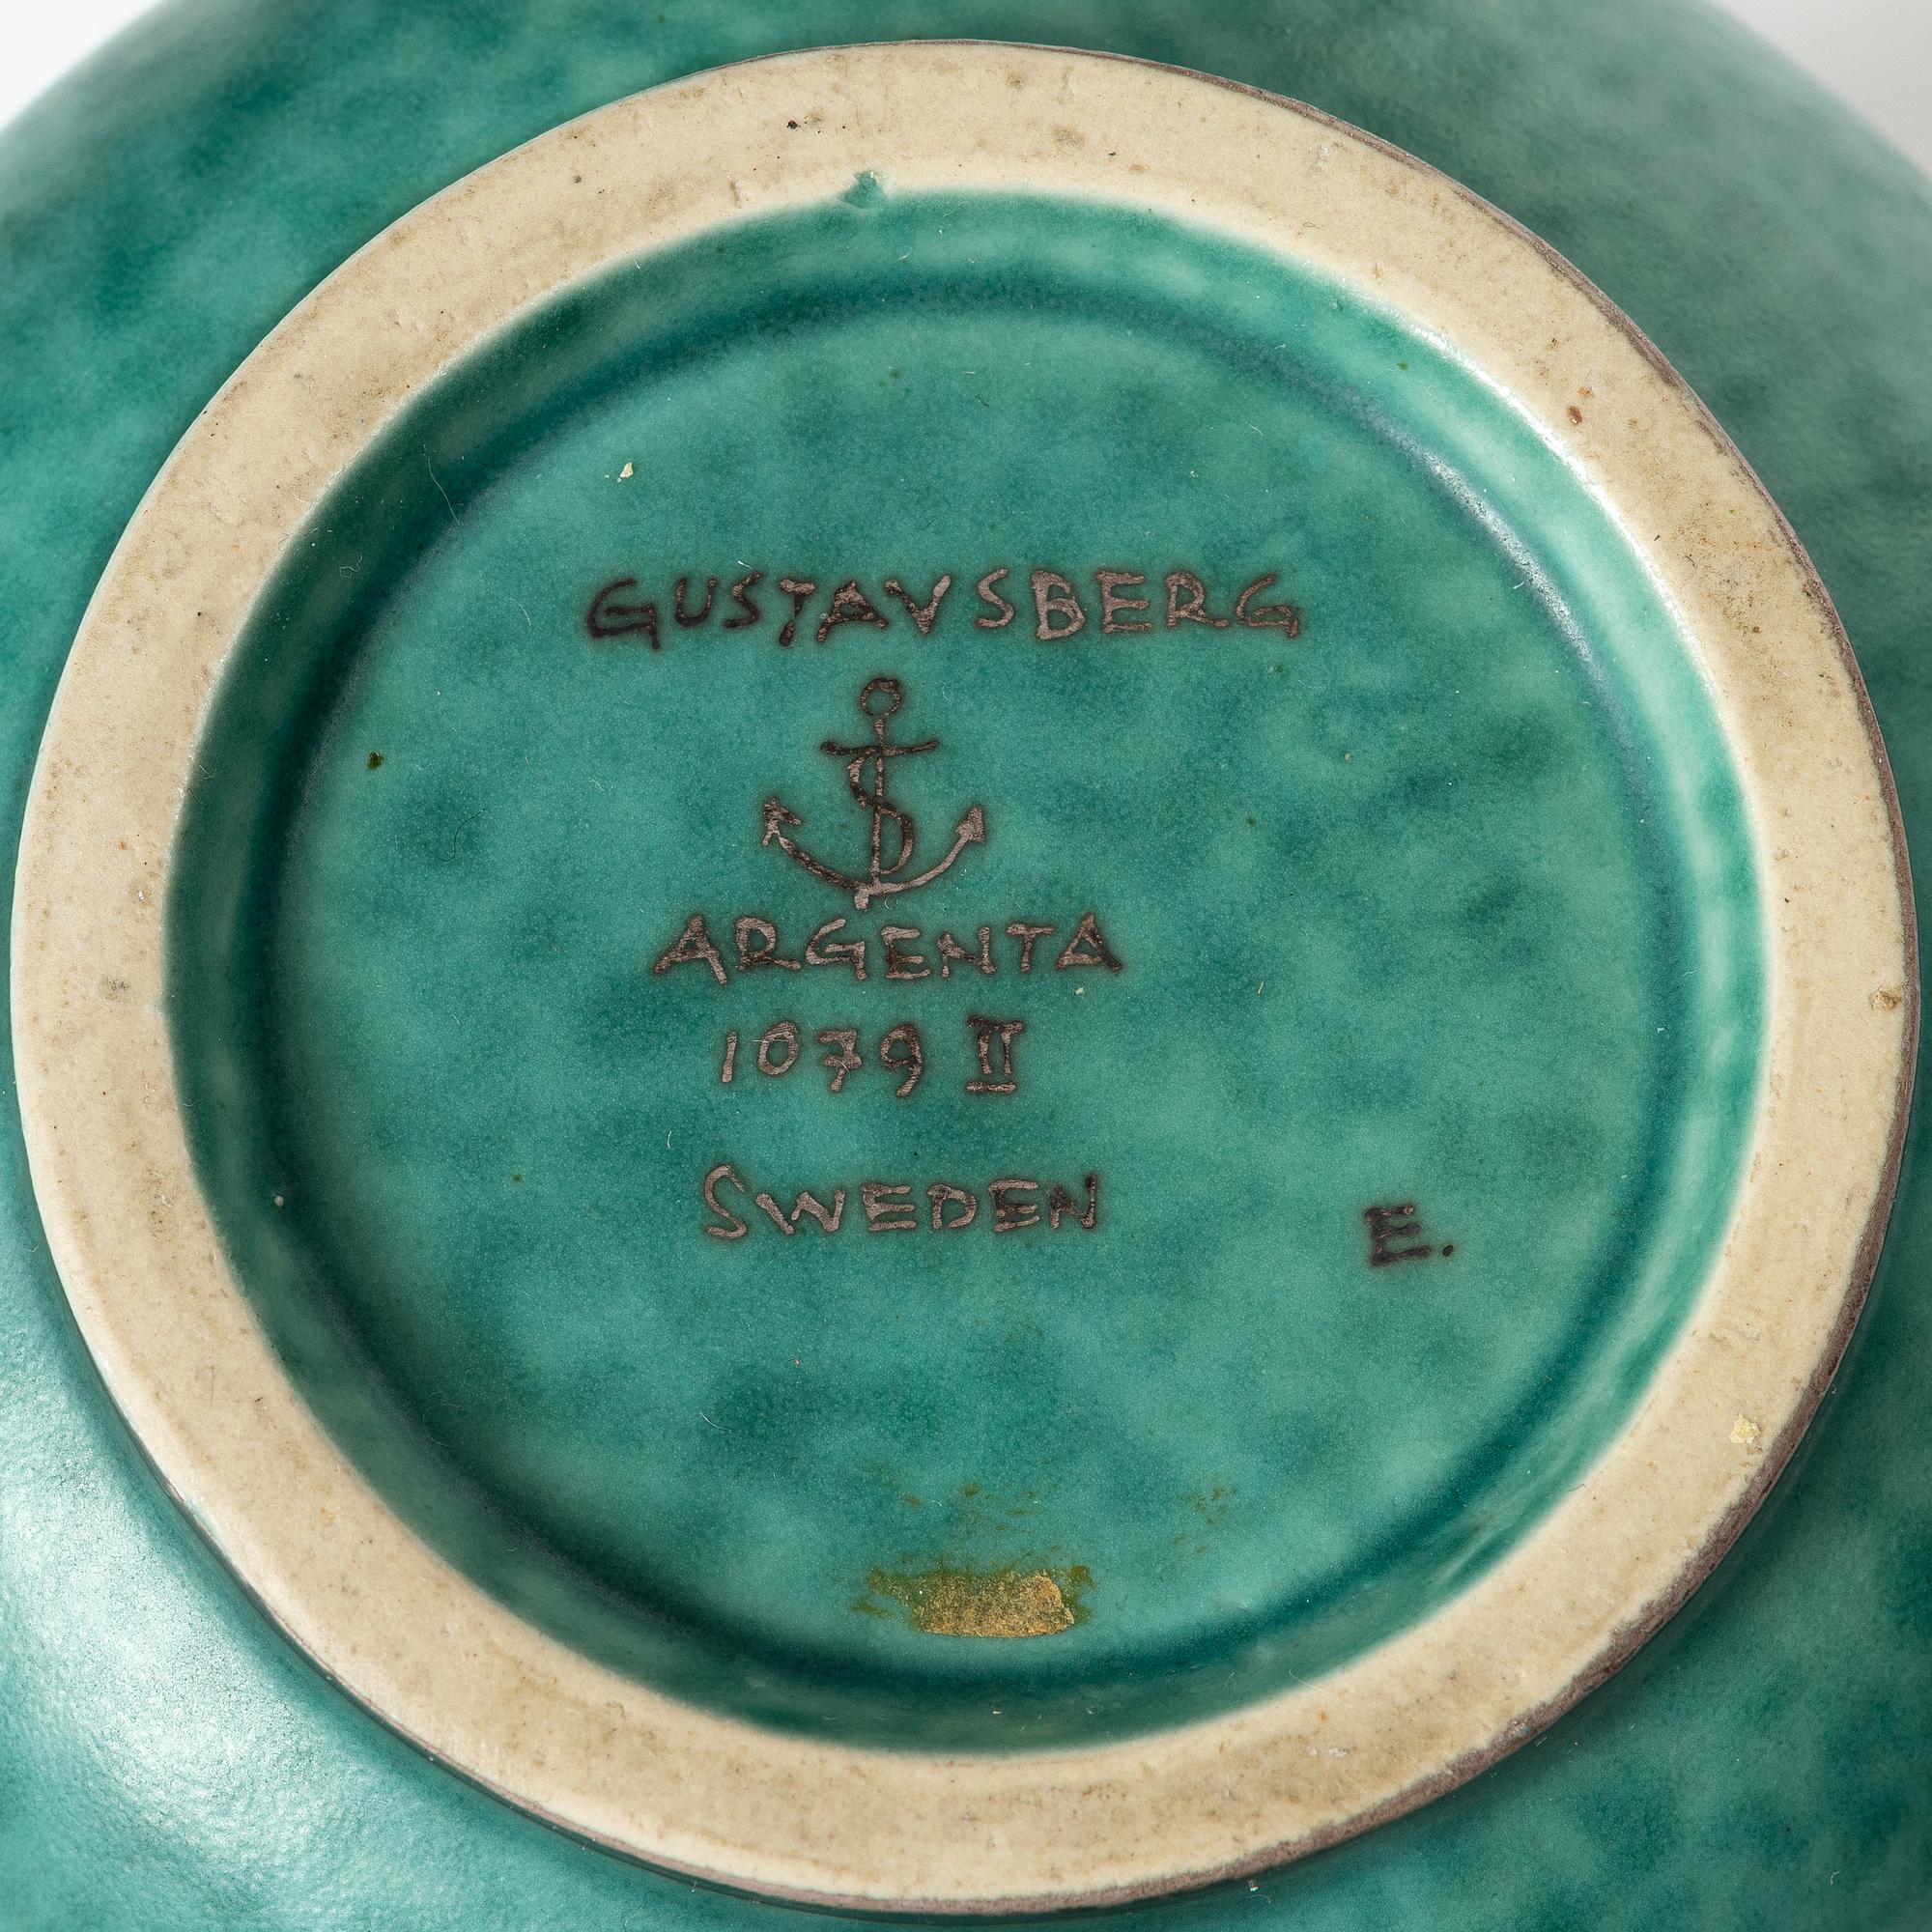 GUSTAVSBERG
ARGENTA
1079 II
SWEDEN
E.